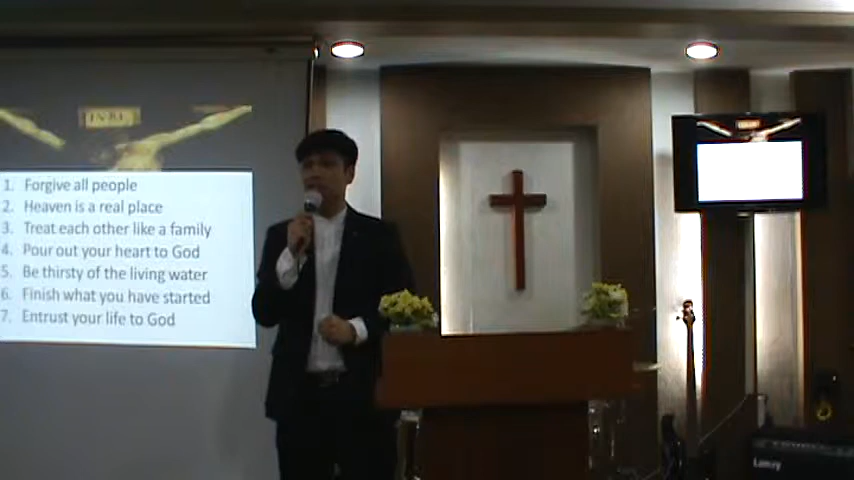 INRI
1. Forgive all people
2. Heaven is a real place
3. Treat each other like a family
4. Pour out your heart to God
5. Be thirsty of the living water
6. Finish what you have started
7. Entrust your life to God